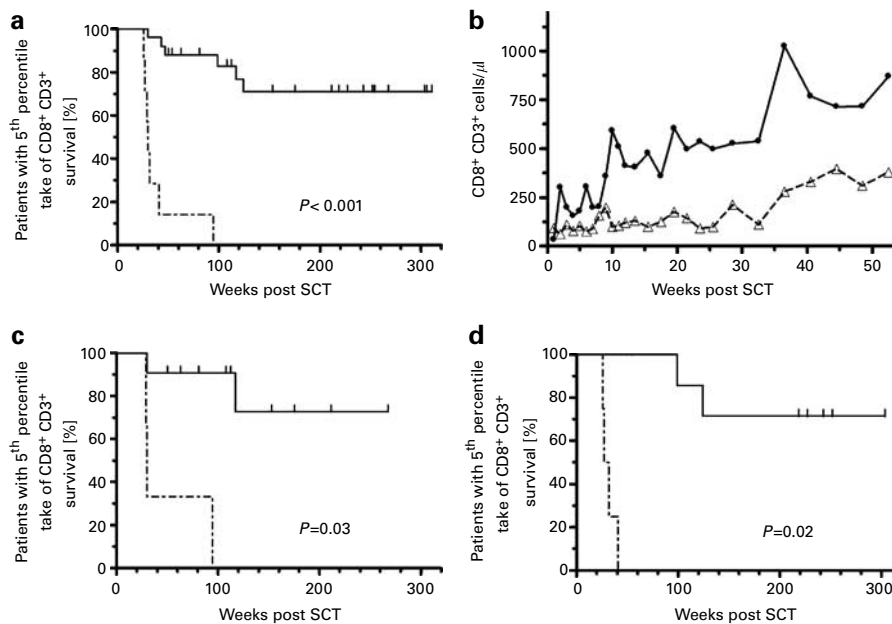 a
Patients with 5th percentile
take of CD8+ CD3+
survival [%]
100
80
60
40
20
0
P< 0.001
0 100 200 300
Weeks post SCT
b
CD8+ CD3+ cells/µl
1000
750
500
250
0
0 10 20 30 40 50
Weeks post SCT
c
Patients with 5th percentile
take of CD8+ CD3+
survival [%]
100
80
60
40
20
0
P=0.03
0 100 200 300
Weeks post SCT
d
Patients with 5th percentile
take of CD8+ CD3+
survival [%]
100
80
60
40
20
0
P=0.02
0 100 200 300
Weeks post SCT